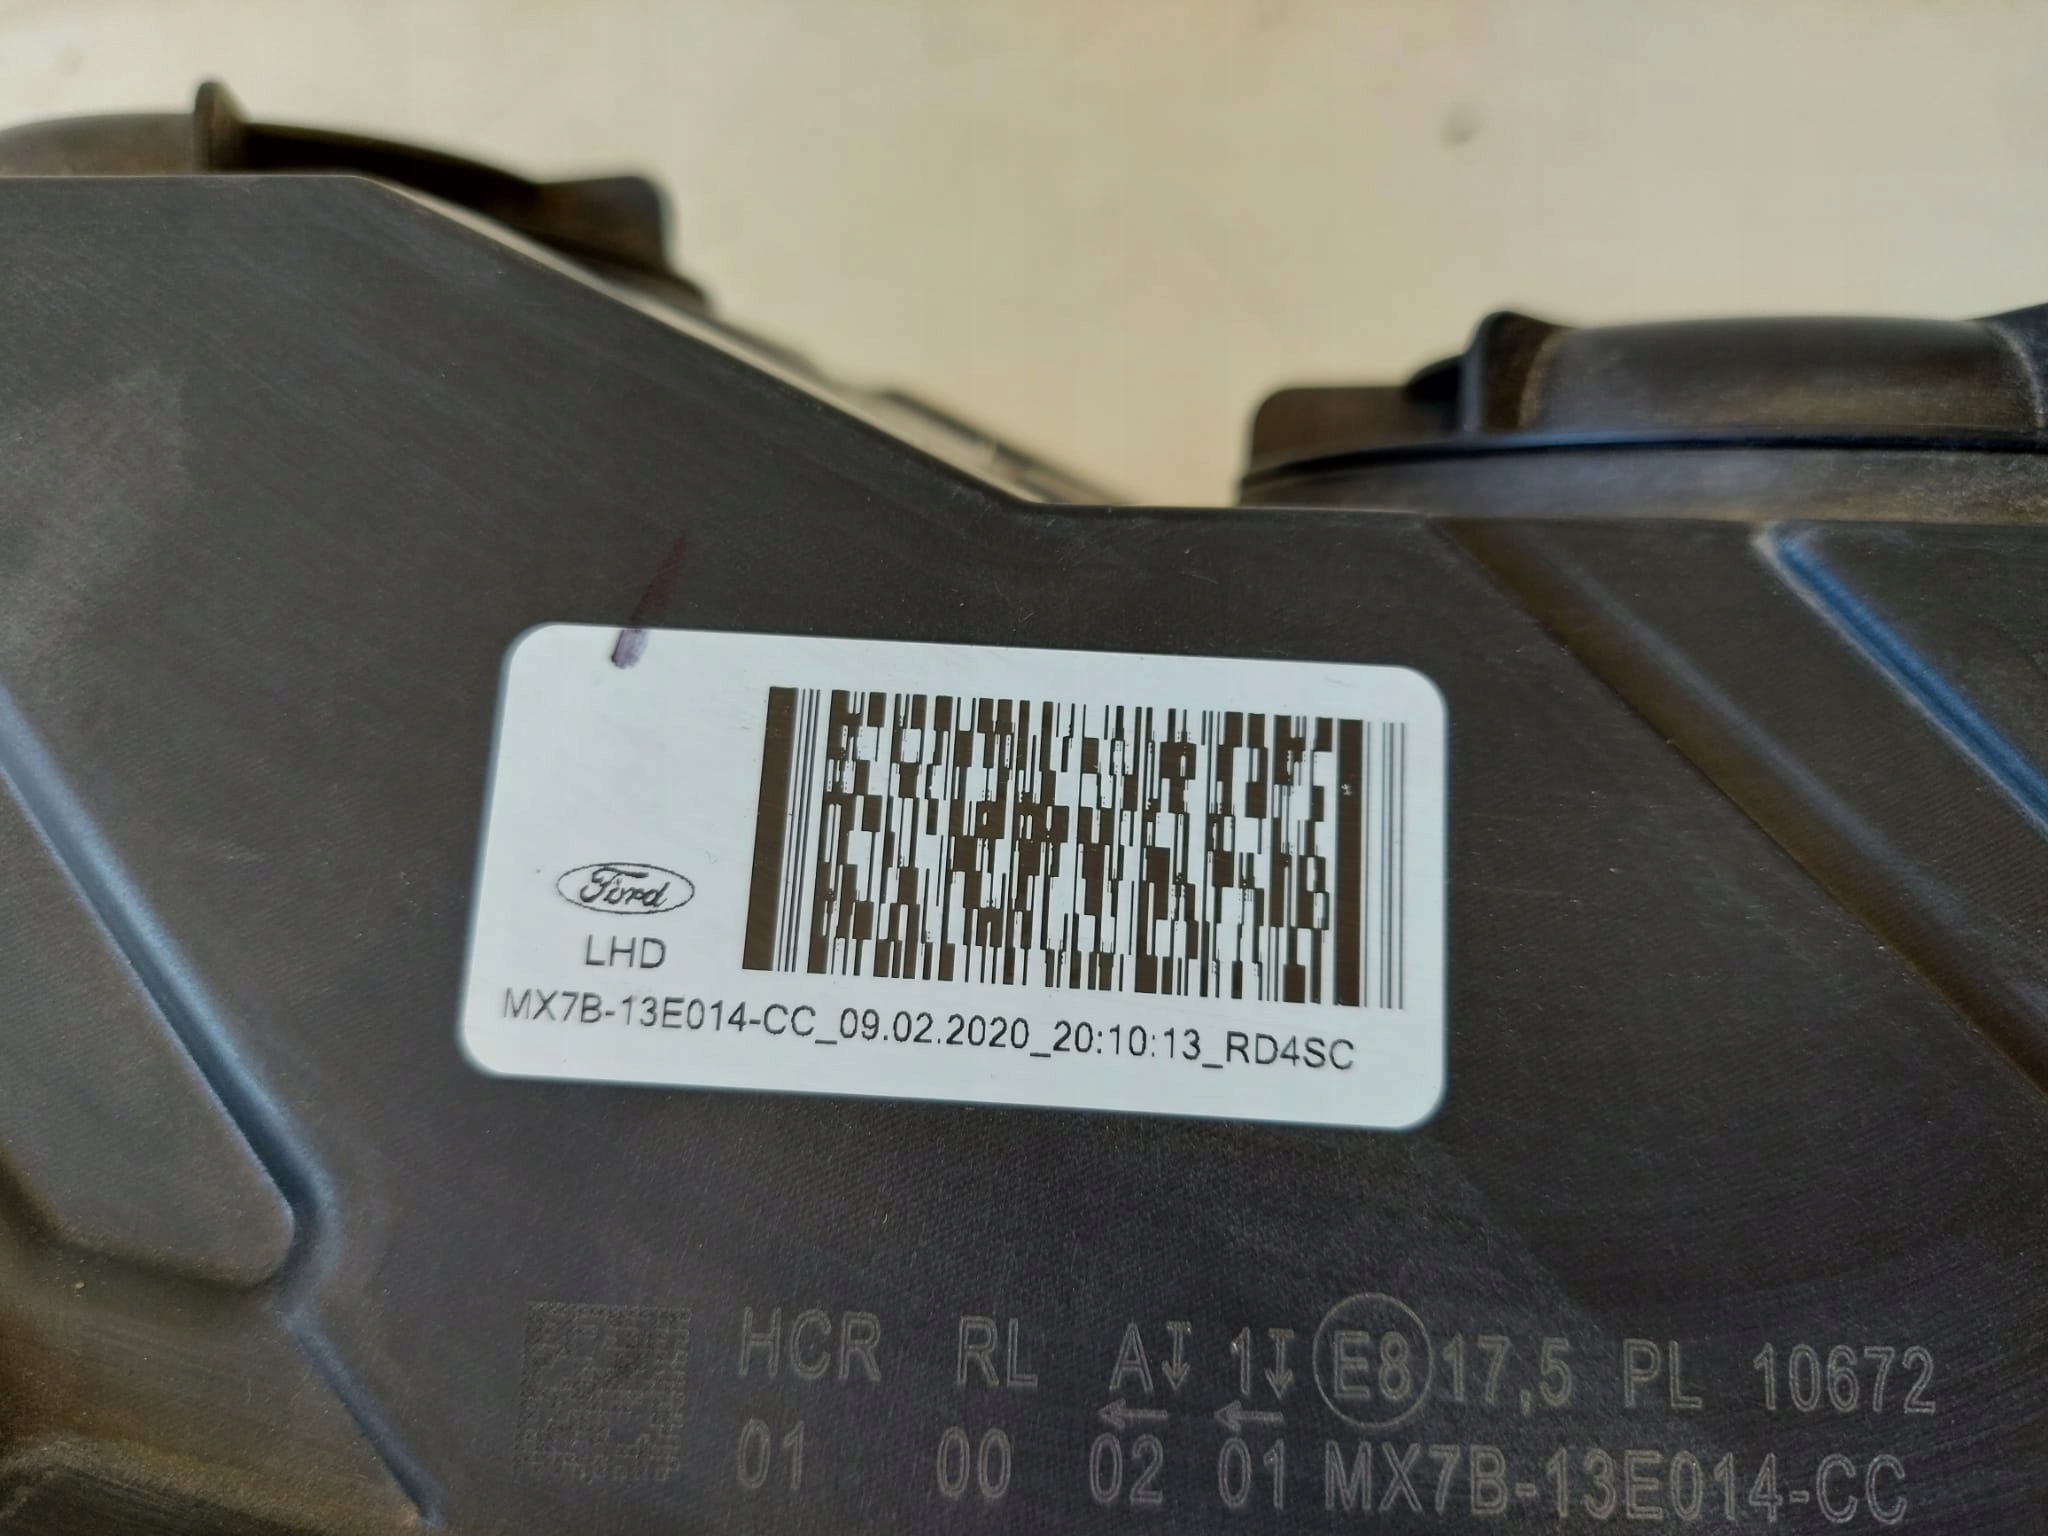 Ford
LHD
MX7B-13E014-CC_09.02.2020_20:10:13_RD4SC
HCR RL A↧ 1↧ E8 17,5 PL 10672
← ←
01 00 02 01 MX7B-13E014-CC